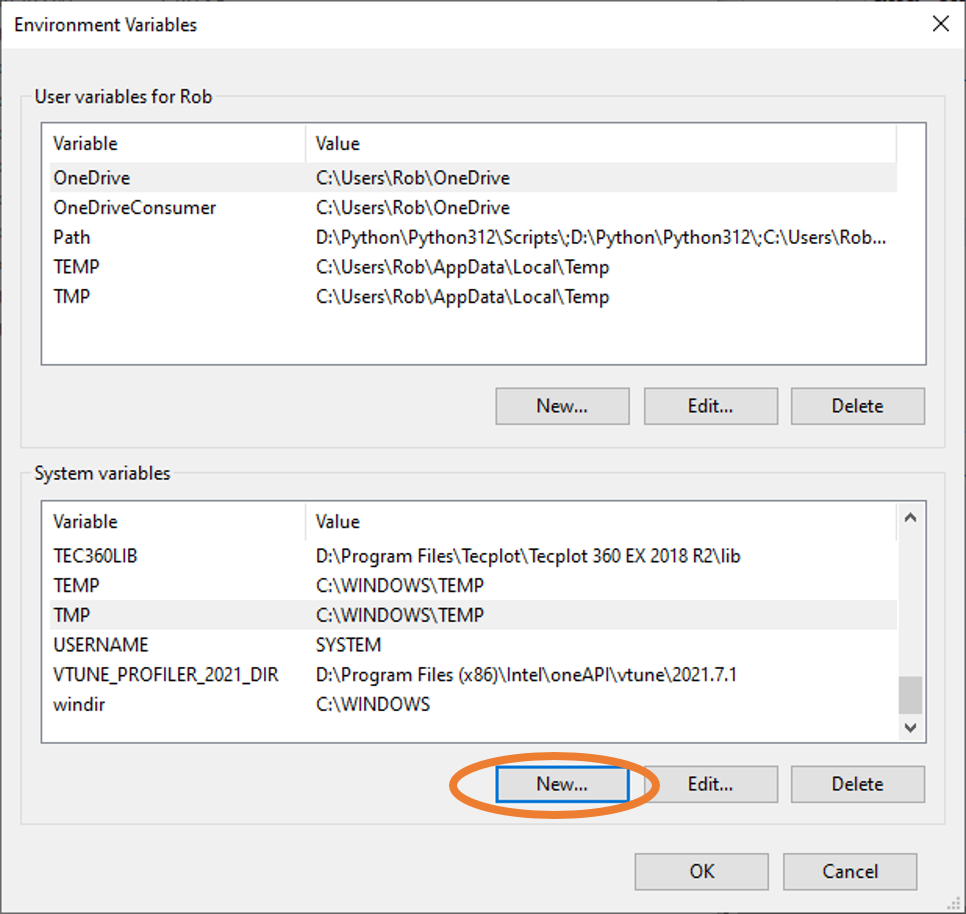 Environment Variables
User variables for Rob
Variable Value
OneDrive C:\Users\Rob\OneDrive
OneDriveConsumer C:\Users\Rob\OneDrive
Path D:\Python\Python312\Scripts\;D:\Python\Python312\;C:\Users\Rob...
TEMP C:\Users\Rob\AppData\Local\Temp
TMP C:\Users\Rob\AppData\Local\Temp
New... Edit... Delete
System variables
Variable Value
TEC360LIB D:\Program Files\Tecplot\Tecplot 360 EX 2018 R2\lib
TEMP C:\WINDOWS\TEMP
TMP C:\WINDOWS\TEMP
USERNAME SYSTEM
VTUNE_PROFILER_2021_DIR D:\Program Files (x86)\Intel\oneAPI\vtune\2021.7.1
windir C:\WINDOWS
New... Edit... Delete
OK Cancel